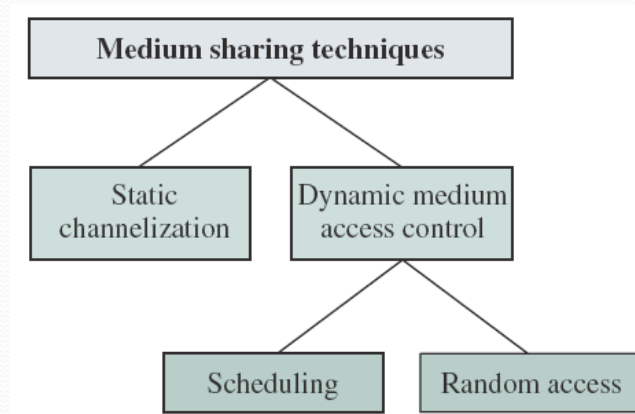 Medium sharing techniques
Static
channelization
Dynamic medium
access control
Scheduling
Random access